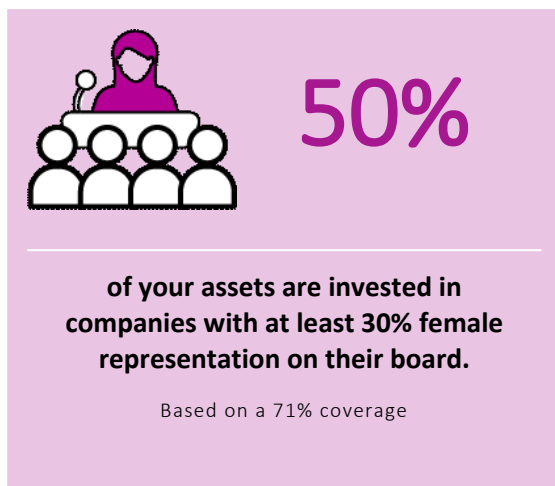 50%
of your assets are invested in
companies with at least 30% female
representation on their board.
Based on a 71% coverage